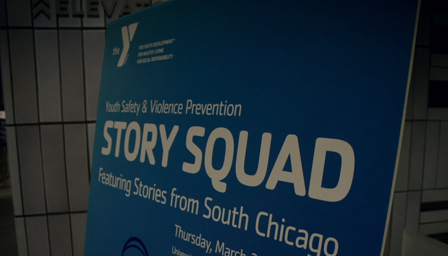 the Y
FOR YOUTH DEVELOPMENT®
FOR HEALTHY LIVING
FOR SOCIAL RESPONSIBILITY
Youth Safety & Violence Prevention
STORY SQUAD
Featuring Stories from South Chicago
Thursday, March